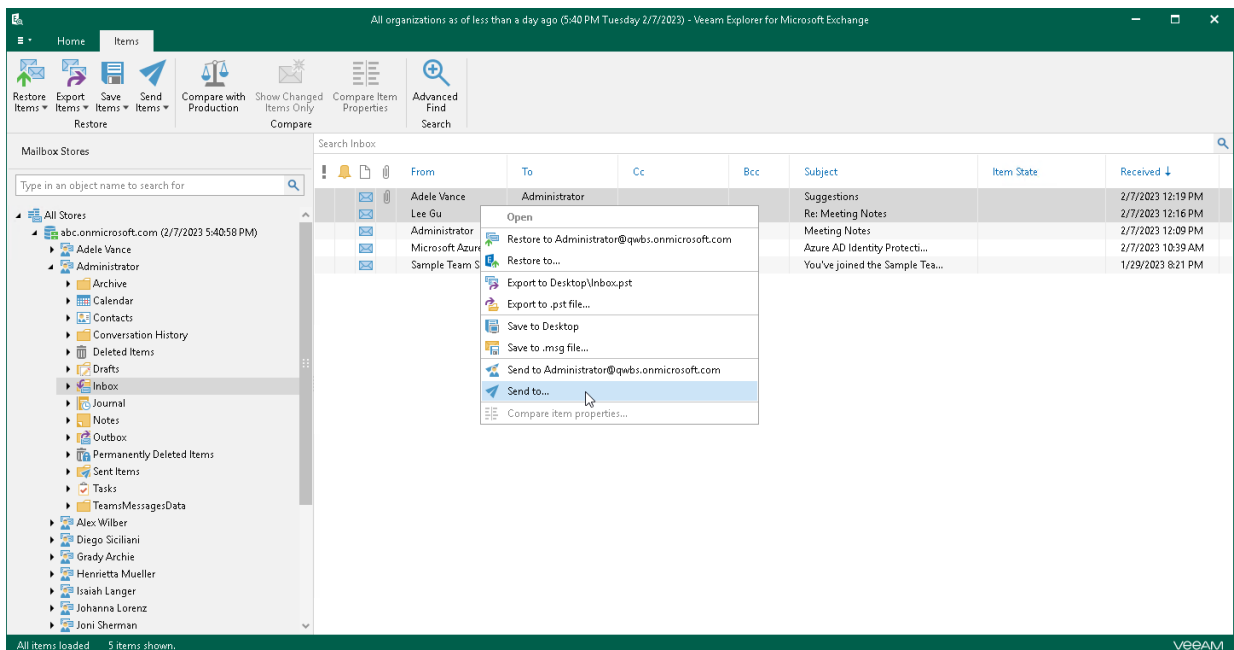 All organizations as of less than a day ago (5:40 PM Tuesday 2/7/2023) - Veeam Explorer for Microsoft Exchange
Home Items
Restore Items Export Items Save Items Send Items Compare with Production Show Changed Items Only Compare Item Properties Advanced Find
Restore Compare Search
Mailbox Stores
Type in an object name to search for
All Stores
abc.onmicrosoft.com (2/7/2023 5:40:58 PM)
Adele Vance
Administrator
Archive
Calendar
Contacts
Conversation History
Deleted Items
Drafts
Inbox
Journal
Notes
Outbox
Permanently Deleted Items
Sent Items
Tasks
TeamsMessagesData
Alex Wilber
Diego Siciliani
Grady Archie
Henrietta Mueller
Isaiah Langer
Johanna Lorenz
Joni Sherman
Search Inbox
From To Cc Bcc Subject Item State Received
Adele Vance Administrator Suggestions 2/7/2023 12:19 PM
Lee Gu Re: Meeting Notes 2/7/2023 12:16 PM
Administrator Meeting Notes 2/7/2023 12:09 PM
Microsoft Azure Azure AD Identity Protecti... 2/7/2023 10:39 AM
Sample Team S You've joined the Sample Tea... 1/29/2023 8:21 PM
Open
Restore to Administrator@qwbs.onmicrosoft.com
Restore to...
Export to Desktop\Inbox.pst
Export to .pst file...
Save to Desktop
Save to .msg file...
Send to Administrator@qwbs.onmicrosoft.com
Send to...
Compare item properties...
All items loaded 5 items shown.
veeAM